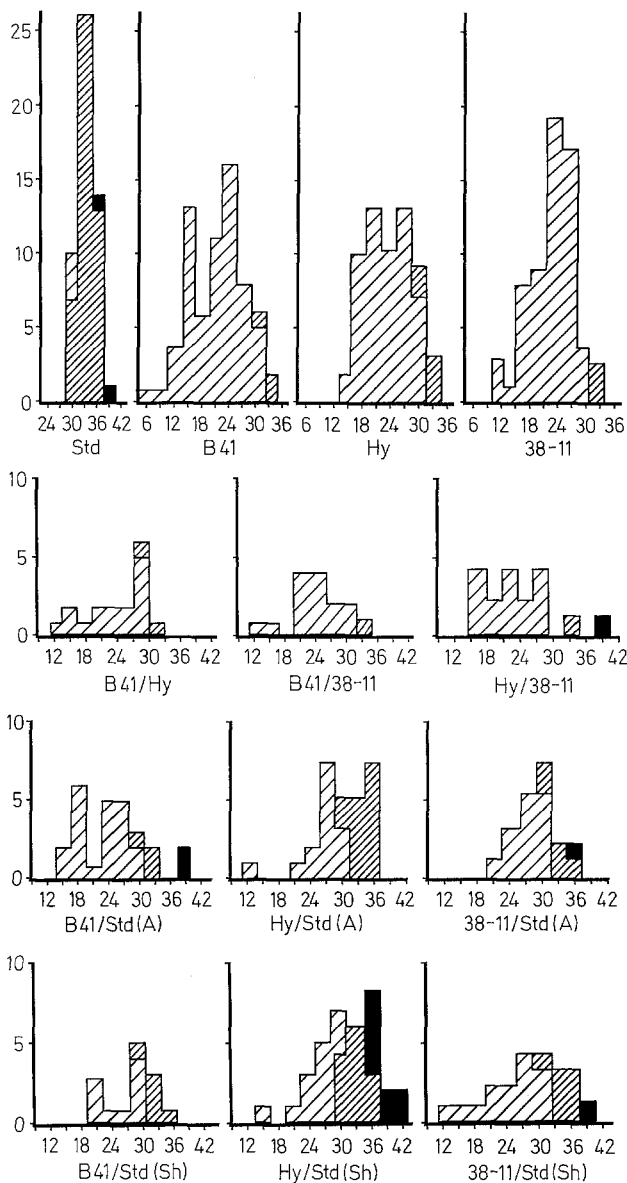 25
20
15
10
5
0
24 30 36 42
6 12 18 24 30 36
6 12 18 24 30 36
6 12 18 24 30 36
Std
B41
Hy
38-11
10
5
0
12 18 24 30 36 42
12 18 24 30 36 42
12 18 24 30 36 42
B41/Hy
B41/38-11
Hy/38-11
10
5
0
12 18 24 30 36 42
12 18 24 30 36 42
12 18 24 30 36 42
B41/Std(A)
Hy/Std(A)
38-11/Std(A)
10
5
0
12 18 24 30 36 42
12 18 24 30 36 42
12 18 24 30 36 42
B41/Std(Sh)
Hy/Std(Sh)
38-11/Std(Sh)